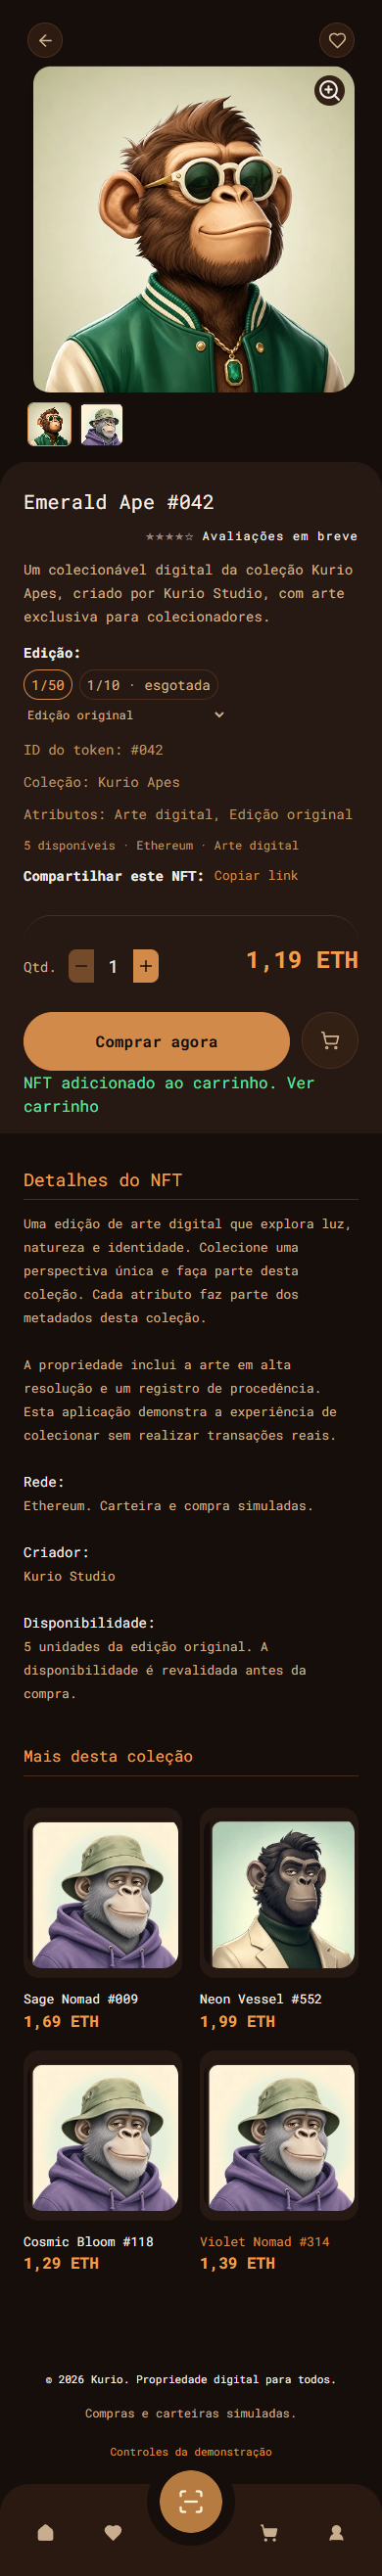 Emerald Ape #042
★★★★☆ Avaliações em breve
Um colecionável digital da coleção Kurio
Apes, criado por Kurio Studio, com arte
exclusiva para colecionadores.
Edição:
1/50 1/10 · esgotada
Edição original
ID do token: #042
Coleção: Kurio Apes
Atributos: Arte digital, Edição original
5 disponíveis · Ethereum · Arte digital
Compartilhar este NFT: Copiar link
Qtd. − 1 + 1,19 ETH
Comprar agora
NFT adicionado ao carrinho. Ver
carrinho
Detalhes do NFT
Uma edição de arte digital que explora luz,
natureza e identidade. Colecione uma
perspectiva única e faça parte desta
coleção. Cada atributo faz parte dos
metadados desta coleção.
A propriedade inclui a arte em alta
resolução e um registro de procedência.
Esta aplicação demonstra a experiência de
colecionar sem realizar transações reais.
Rede:
Ethereum. Carteira e compra simuladas.
Criador:
Kurio Studio
Disponibilidade:
5 unidades da edição original. A
disponibilidade é revalidada antes da
compra.
Mais desta coleção
Sage Nomad #009
1,69 ETH
Neon Vessel #552
1,99 ETH
Cosmic Bloom #118
1,29 ETH
Violet Nomad #314
1,39 ETH
© 2026 Kurio. Propriedade digital para todos.
Compras e carteiras simuladas.
Controles da demonstração